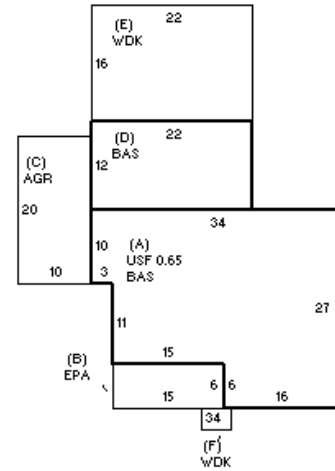 22
(E)
WDK
16
22
(D)
BAS
12
(C)
AGR
20
10
34
10
(A)
USF 0.65
BAS
3
27
11
15
(B)
EPA
15
6
6
16
34
(F)
WDK